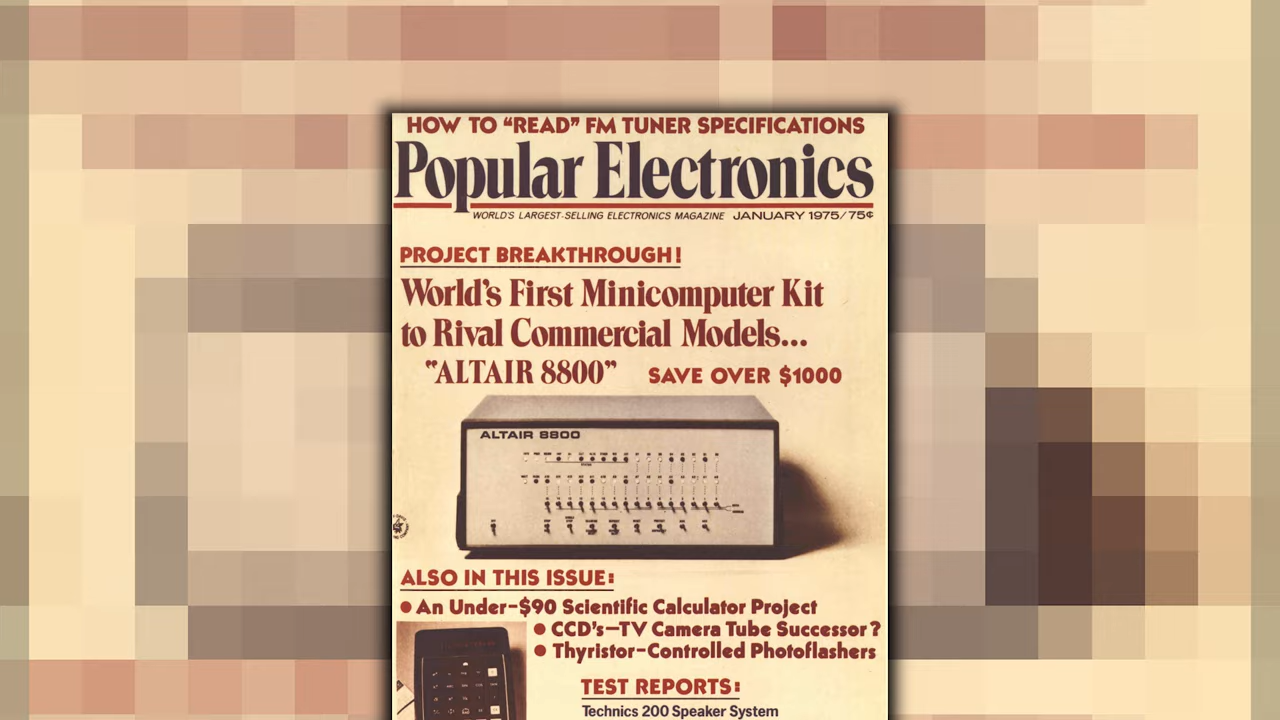 HOW TO “READ” FM TUNER SPECIFICATIONS
Popular Electronics
WORLD'S LARGEST-SELLING ELECTRONICS MAGAZINE JANUARY 1975/75¢
PROJECT BREAKTHROUGH!
World's First Minicomputer Kit
to Rival Commercial Models...
“ALTAIR 8800” SAVE OVER $1000
ALTAIR 8800
ALSO IN THIS ISSUE:
● An Under-$90 Scientific Calculator Project
● CCD's—TV Camera Tube Successor?
● Thyristor-Controlled Photoflashers
TEST REPORTS:
Technics 200 Speaker System